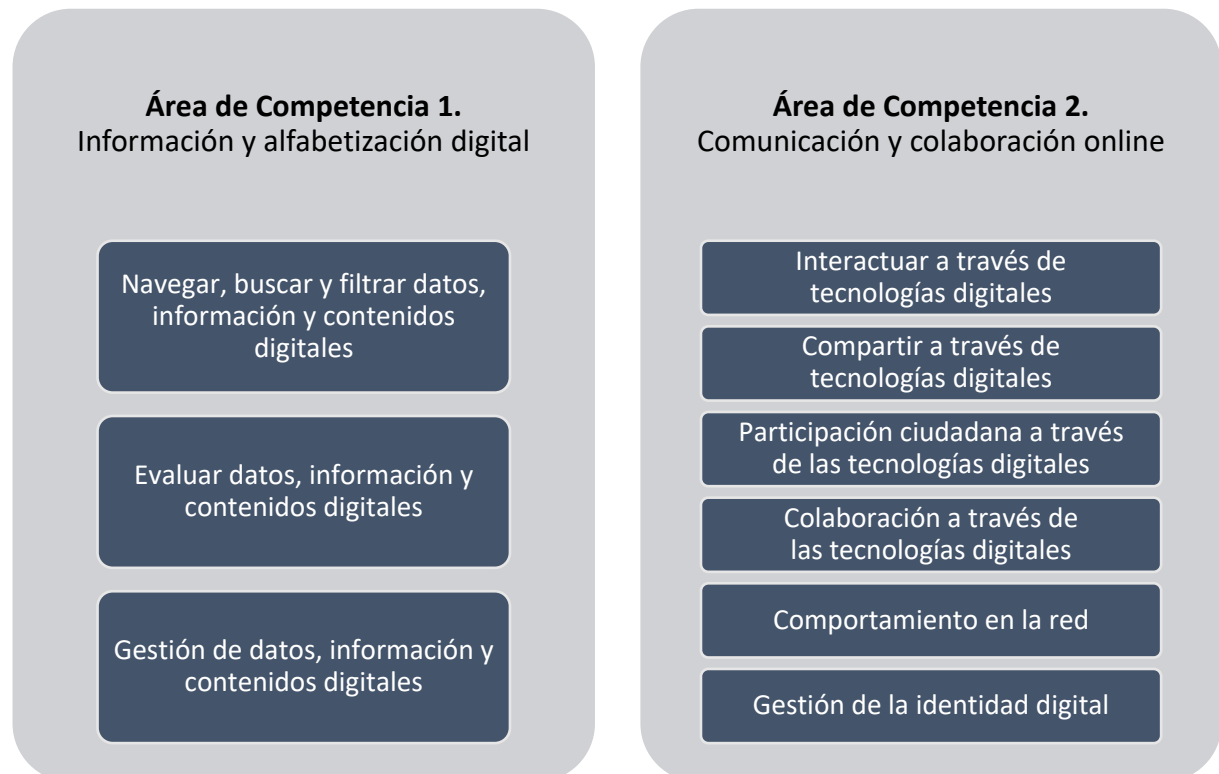 Área de Competencia 1.
Información y alfabetización digital
Navegar, buscar y filtrar datos,
información y contenidos
digitales
Evaluar datos, información y
contenidos digitales
Gestión de datos, información y
contenidos digitales
Área de Competencia 2.
Comunicación y colaboración online
Interactuar a través de
tecnologías digitales
Compartir a través de
tecnologías digitales
Participación ciudadana a través
de las tecnologías digitales
Colaboración a través de
las tecnologías digitales
Comportamiento en la red
Gestión de la identidad digital